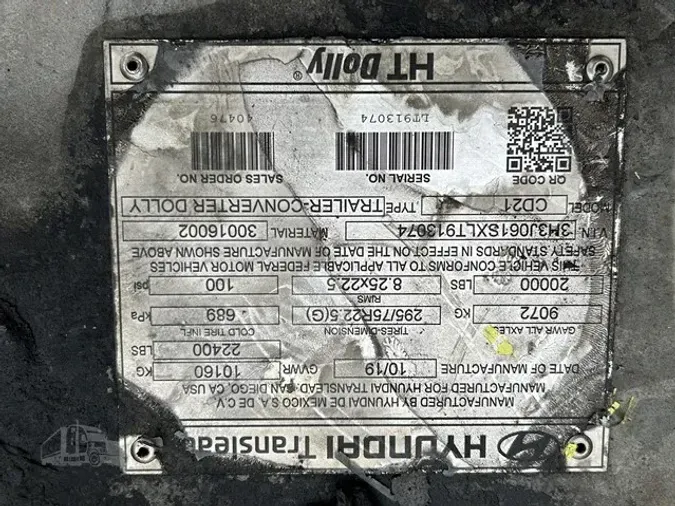 HYUNDAI Translead
MANUFACTURED BY HYUNDAI DE MEXICO S.A. DE C.V.
MANUFACTURED FOR HYUNDAI TRANSLEAD, SAN DIEGO, CA USA
DATE OF MANUFACTURE 10/19 GVWR 10160 KG
22400 LBS
GAWR ALL AXLES TIRES-DIMENSION COLD TIRE INFL.
9072 KG 295/75R22.5(G) 689 kPa
RIMS
20000 LBS 8.25x22.5 100 psi
THIS VEHICLE CONFORMS TO ALL APPLICABLE FEDERAL MOTOR VEHICLES
SAFETY STANDARDS IN EFFECT ON THE DATE OF MANUFACTURE SHOWN ABOVE
V.I.N. 3H3J061SXLT913074 MATERIAL 30016002
MODEL CD21 TYPE TRAILER-CONVERTER DOLLY
QR CODE SERIAL NO. SALES ORDER NO.
LT913074 40476
HT Dolly®